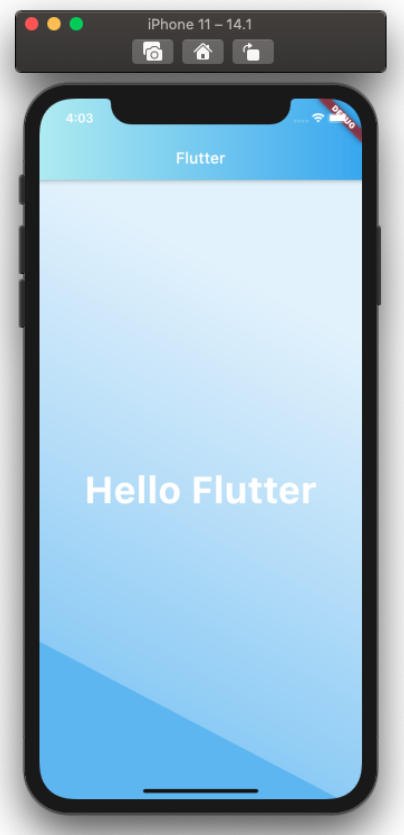 iPhone 11 – 14.1
4:03
DEBUG
Flutter
Hello Flutter